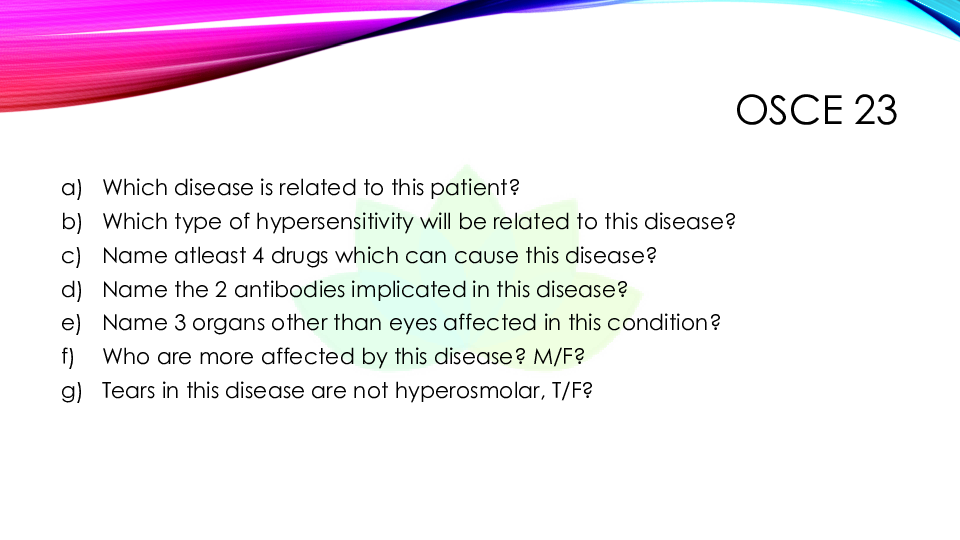 OSCE 23
a) Which disease is related to this patient?
b) Which type of hypersensitivity will be related to this disease?
c) Name atleast 4 drugs which can cause this disease?
d) Name the 2 antibodies implicated in this disease?
e) Name 3 organs other than eyes affected in this condition?
f) Who are more affected by this disease? M/F?
g) Tears in this disease are not hyperosmolar, T/F?